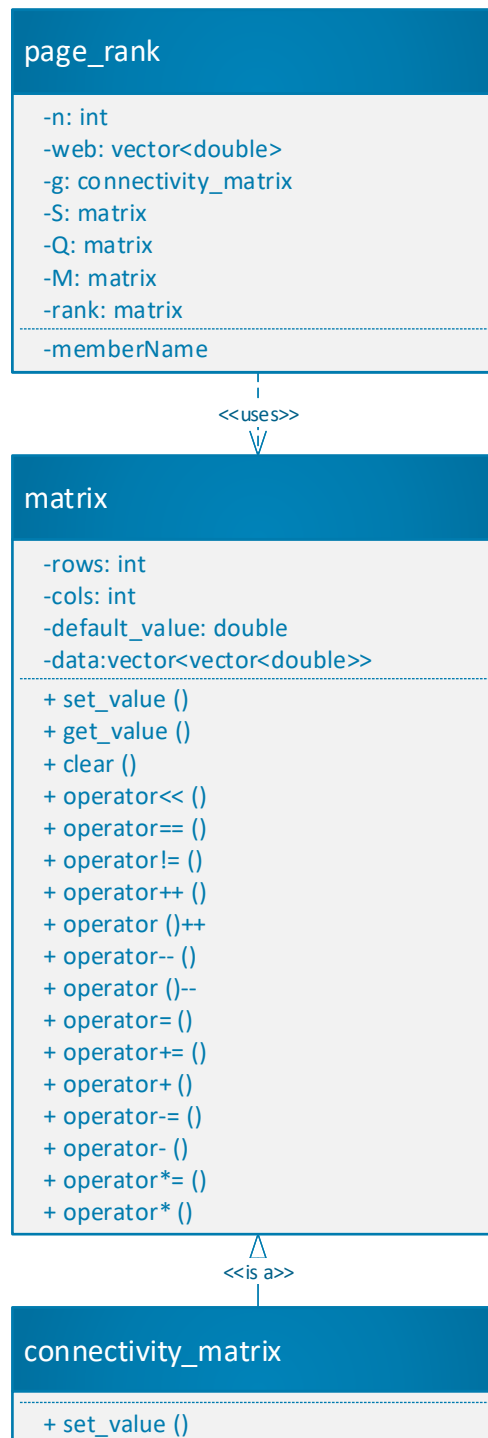 page_rank
-n: int
-web: vector<double>
-g: connectivity_matrix
-S: matrix
-Q: matrix
-M: matrix
-rank: matrix
-memberName
<<uses>>
matrix
-rows: int
-cols: int
-default_value: double
-data:vector<vector<double>>
+ set_value ()
+ get_value ()
+ clear ()
+ operator<< ()
+ operator== ()
+ operator!= ()
+ operator++ ()
+ operator ()++
+ operator-- ()
+ operator ()--
+ operator= ()
+ operator+= ()
+ operator+ ()
+ operator-= ()
+ operator- ()
+ operator*= ()
+ operator* ()
<<is a>>
connectivity_matrix
+ set_value ()